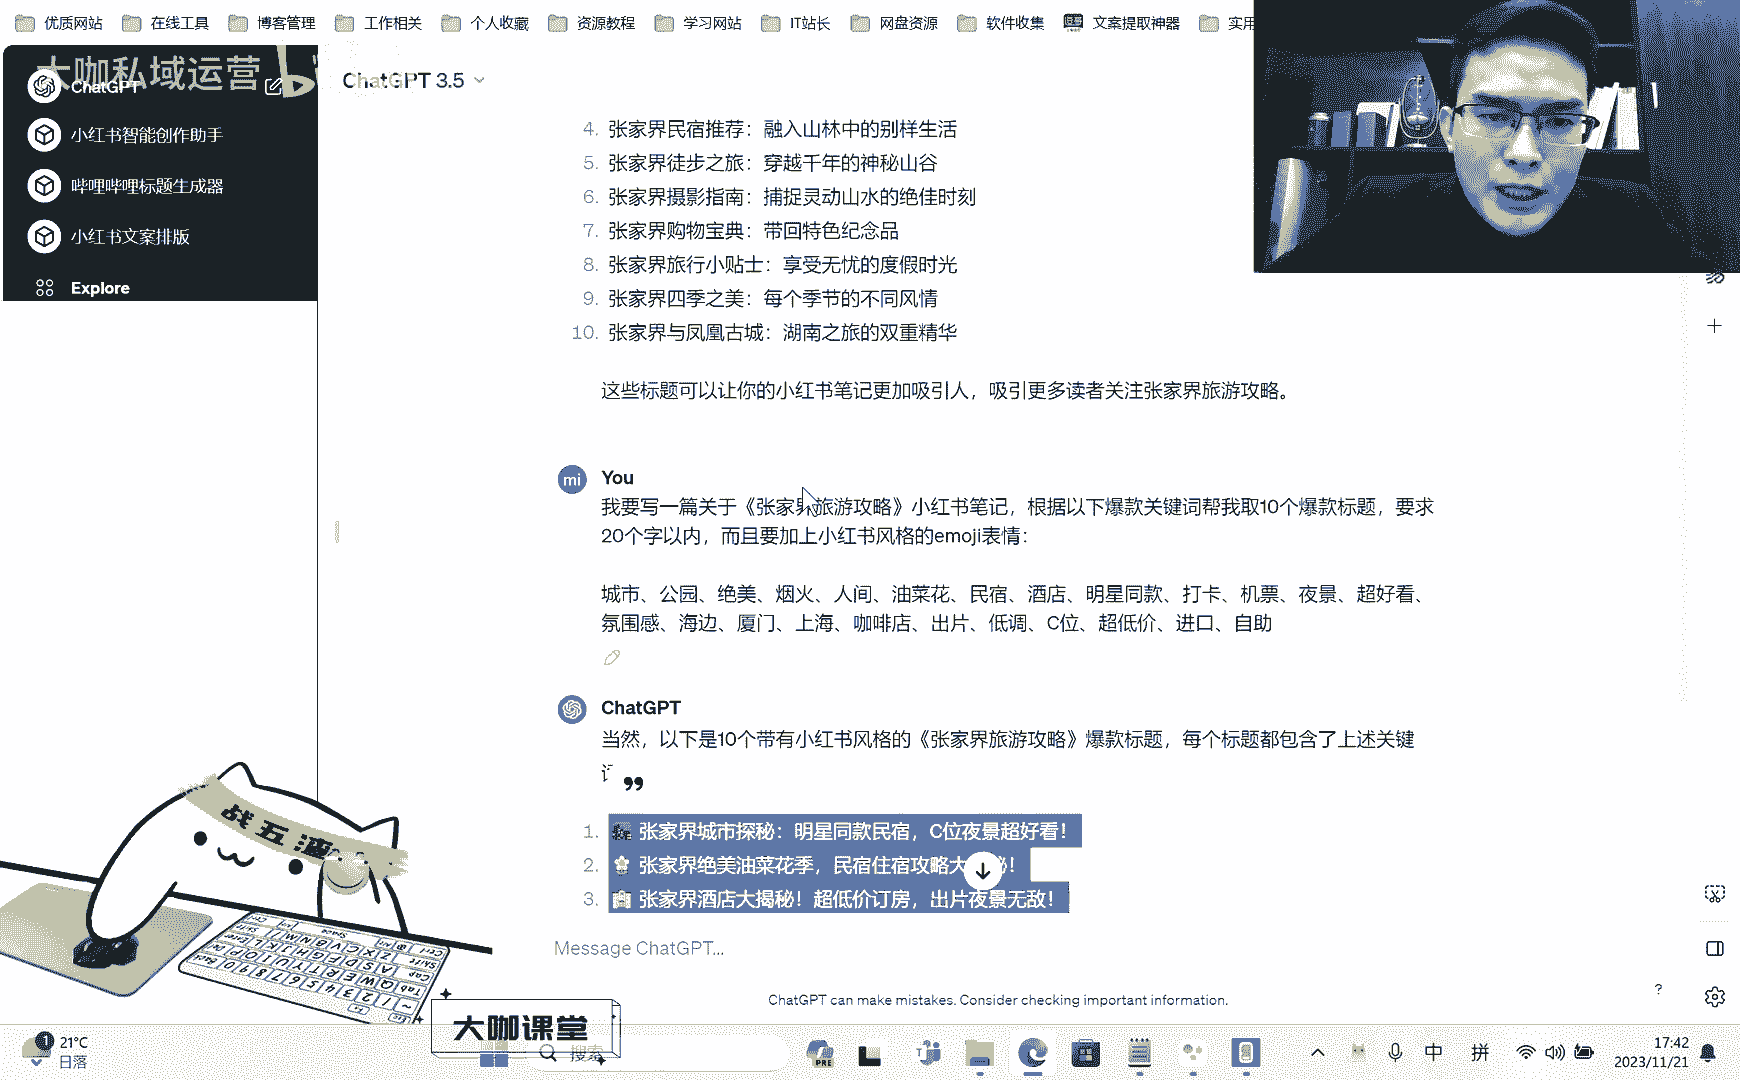 优质网站 在线工具 博客管理 工作相关 个人收藏 资源教程 学习网站 IT站长 网盘资源 软件收集 文案提取神器 实用
大咖私域运营
ChatGPT
小红书智能创作助手
哔哩哔哩标题生成器
小红书文案排版
Explore
ChatGPT 3.5
4. 张家界民宿推荐：融入山林中的别样生活
5. 张家界徒步之旅：穿越千年的神秘山谷
6. 张家界摄影指南：捕捉灵动山水的绝佳时刻
7. 张家界购物宝典：带回特色纪念品
8. 张家界旅行小贴士：享受无忧的度假时光
9. 张家界四季之美：每个季节的不同风情
10. 张家界与凤凰古城：湖南之旅的双重精华
这些标题可以让你的小红书笔记更加吸引人，吸引更多读者关注张家界旅游攻略。
mi
You
我要写一篇关于《张家界旅游攻略》小红书笔记，根据以下爆款关键词帮我取10个爆款标题，要求
20个字以内，而且要加上小红书风格的emoji表情：
城市、公园、绝美、烟火、人间、油菜花、民宿、酒店、明星同款、打卡、机票、夜景、超好看、
氛围感、海边、厦门、上海、咖啡店、出片、低调、C位、超低价、进口、自助
ChatGPT
当然，以下是10个带有小红书风格的《张家界旅游攻略》爆款标题，每个标题都包含了上述关键
1. 张家界城市探秘：明星同款民宿，C位夜景超好看！
2. 🌼 张家界绝美油菜花季，民宿住宿攻略大！
3. 🏨 张家界酒店大揭秘！超低价订房，出片夜景无敌！
Message ChatGPT...
ChatGPT can make mistakes. Consider checking important information.
?
战五渣
大咖课堂
1
21°C
日落
搜索
PRE
中
拼
17:42
2023/11/21